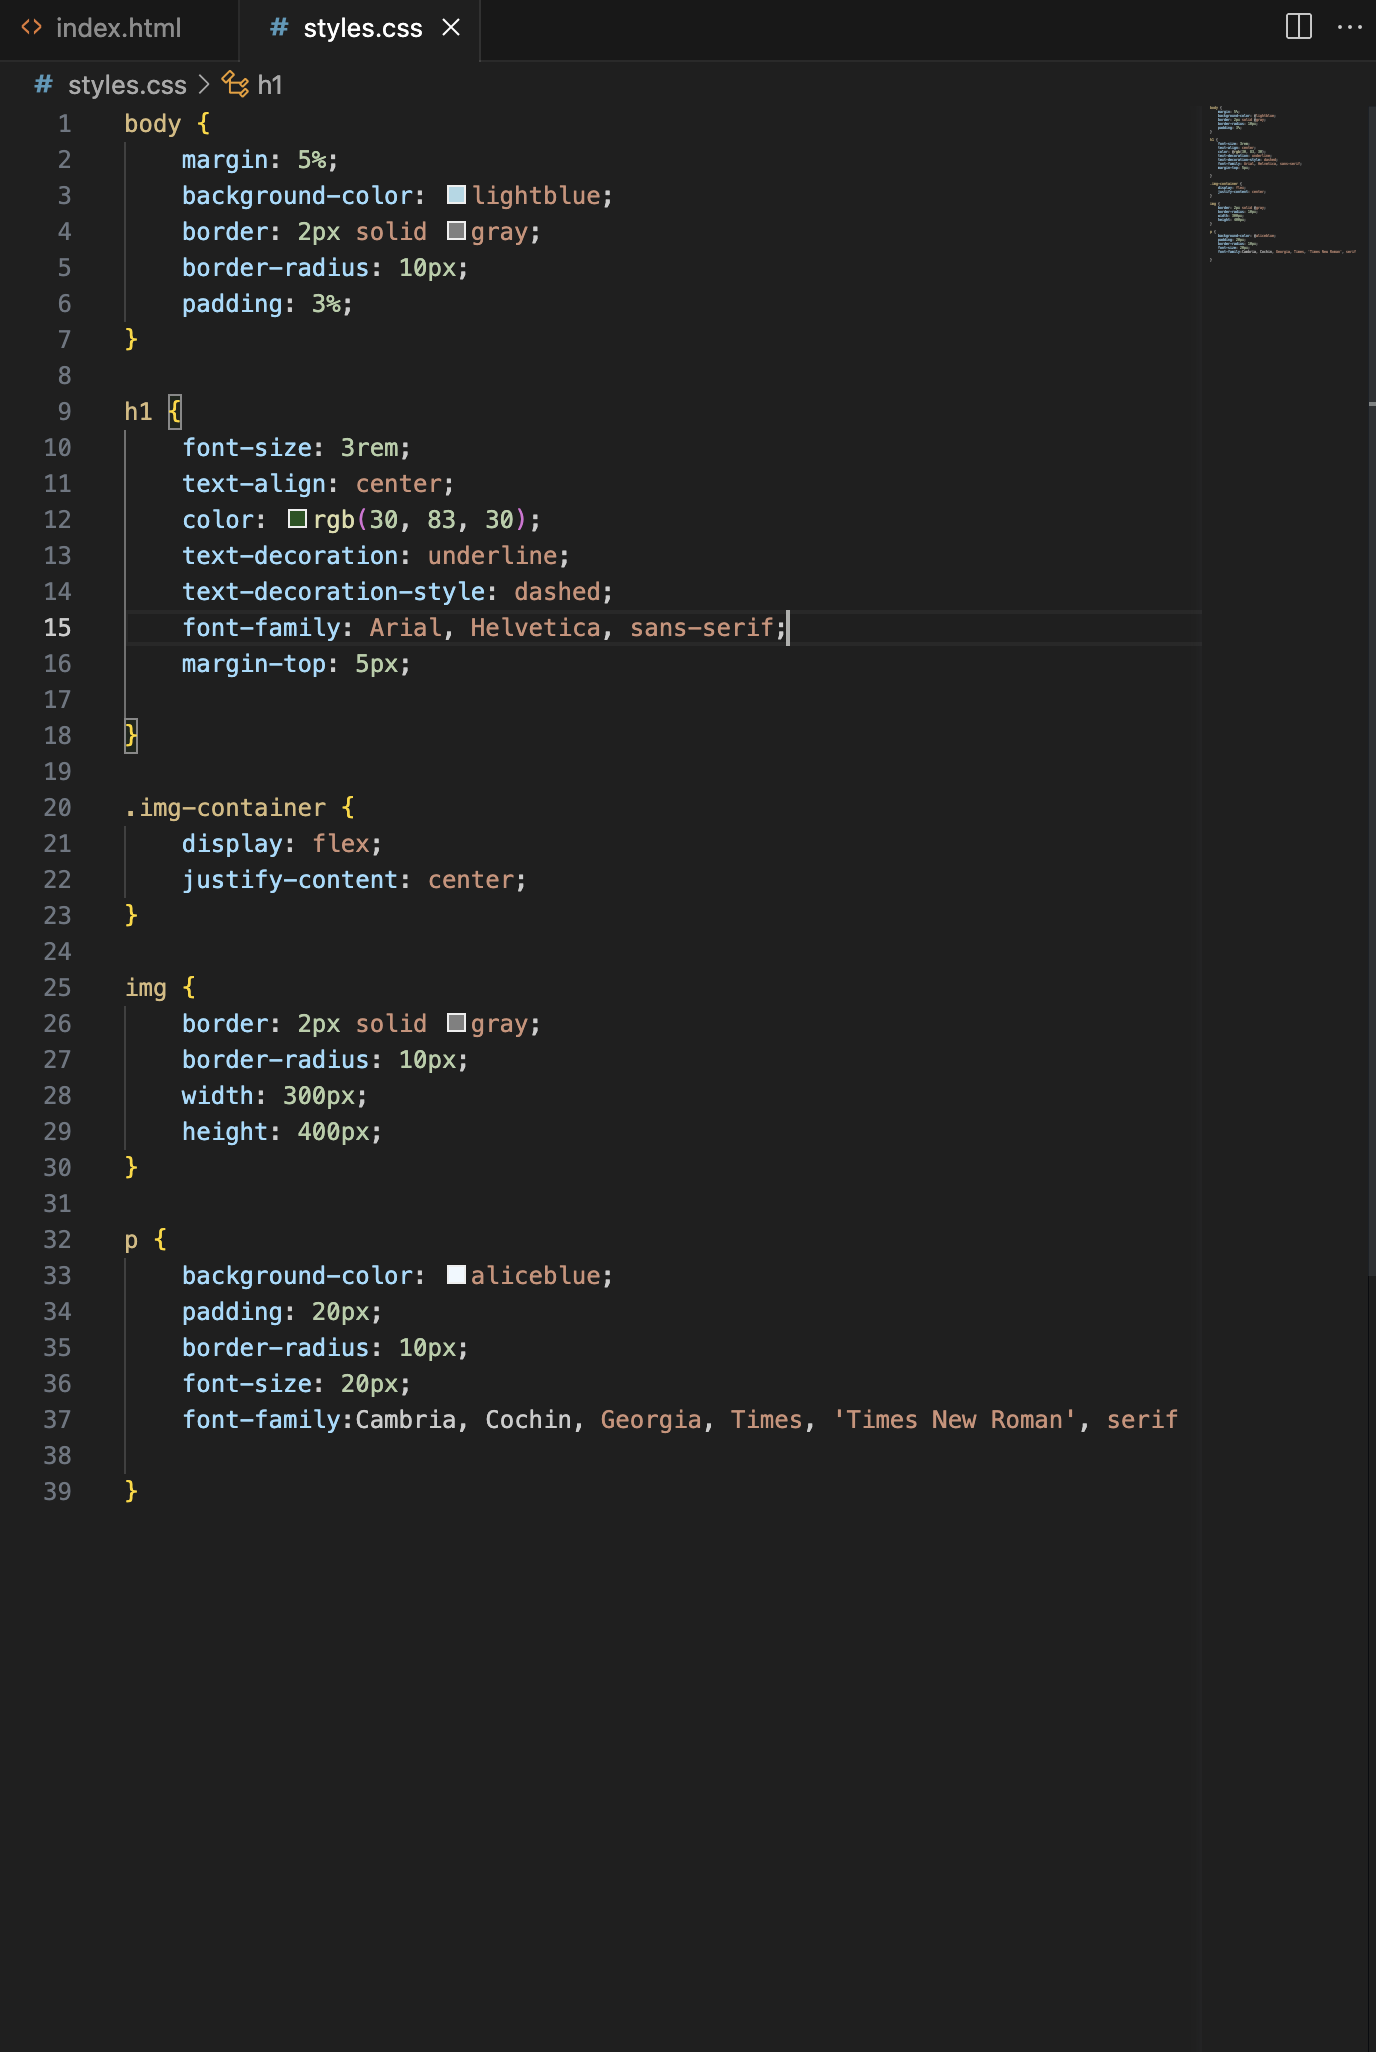 index.html
# styles.css
# styles.css > h1
1 body {
2     margin: 5%;
3     background-color: lightblue;
4     border: 2px solid gray;
5     border-radius: 10px;
6     padding: 3%;
7 }
8
9 h1 {
10     font-size: 3rem;
11     text-align: center;
12     color: rgb(30, 83, 30);
13     text-decoration: underline;
14     text-decoration-style: dashed;
15     font-family: Arial, Helvetica, sans-serif;
16     margin-top: 5px;
17
18 }
19
20 .img-container {
21     display: flex;
22     justify-content: center;
23 }
24
25 img {
26     border: 2px solid gray;
27     border-radius: 10px;
28     width: 300px;
29     height: 400px;
30 }
31
32 p {
33     background-color: aliceblue;
34     padding: 20px;
35     border-radius: 10px;
36     font-size: 20px;
37     font-family:Cambria, Cochin, Georgia, Times, 'Times New Roman', serif
38
39 }